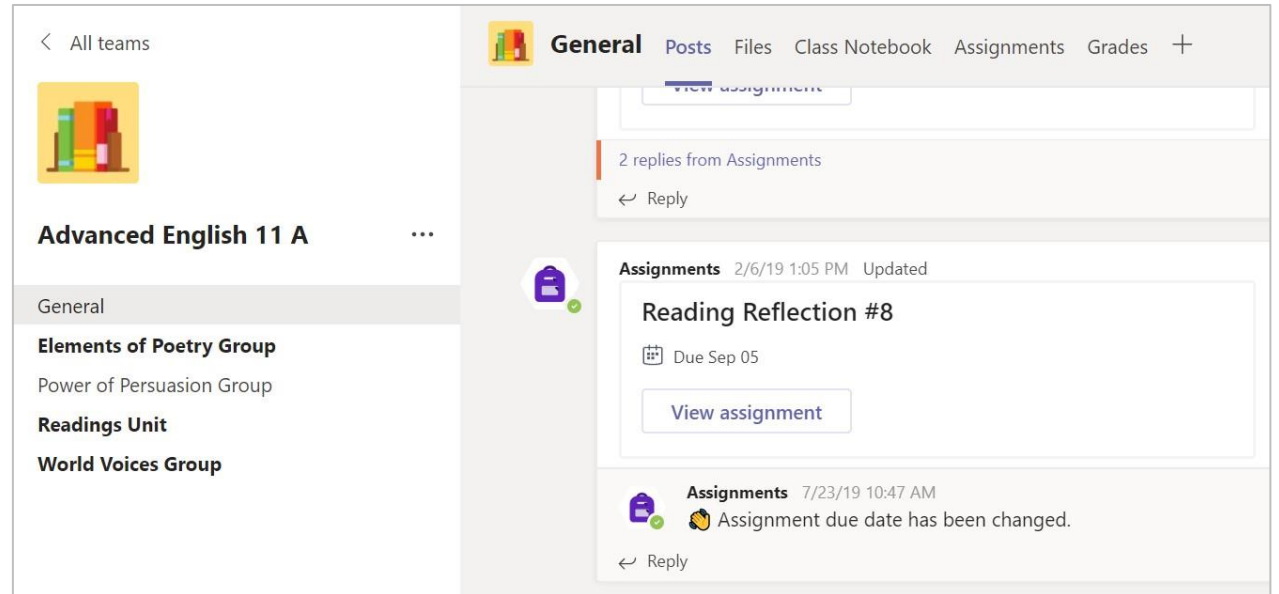 All teams
Advanced English 11 A
General
Elements of Poetry Group
Power of Persuasion Group
Readings Unit
World Voices Group
General Posts Files Class Notebook Assignments Grades
View assignment
2 replies from Assignments
Reply
Assignments 2/6/19 1:05 PM Updated
Reading Reflection #8
Due Sep 05
View assignment
Assignments 7/23/19 10:47 AM
👏 Assignment due date has been changed.
Reply